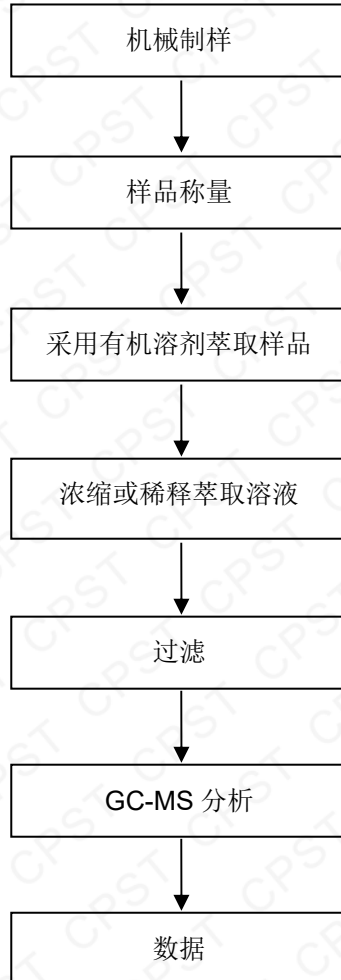 机械制样
样品称量
采用有机溶剂萃取样品
浓缩或稀释萃取溶液
过滤
GC-MS 分析
数据